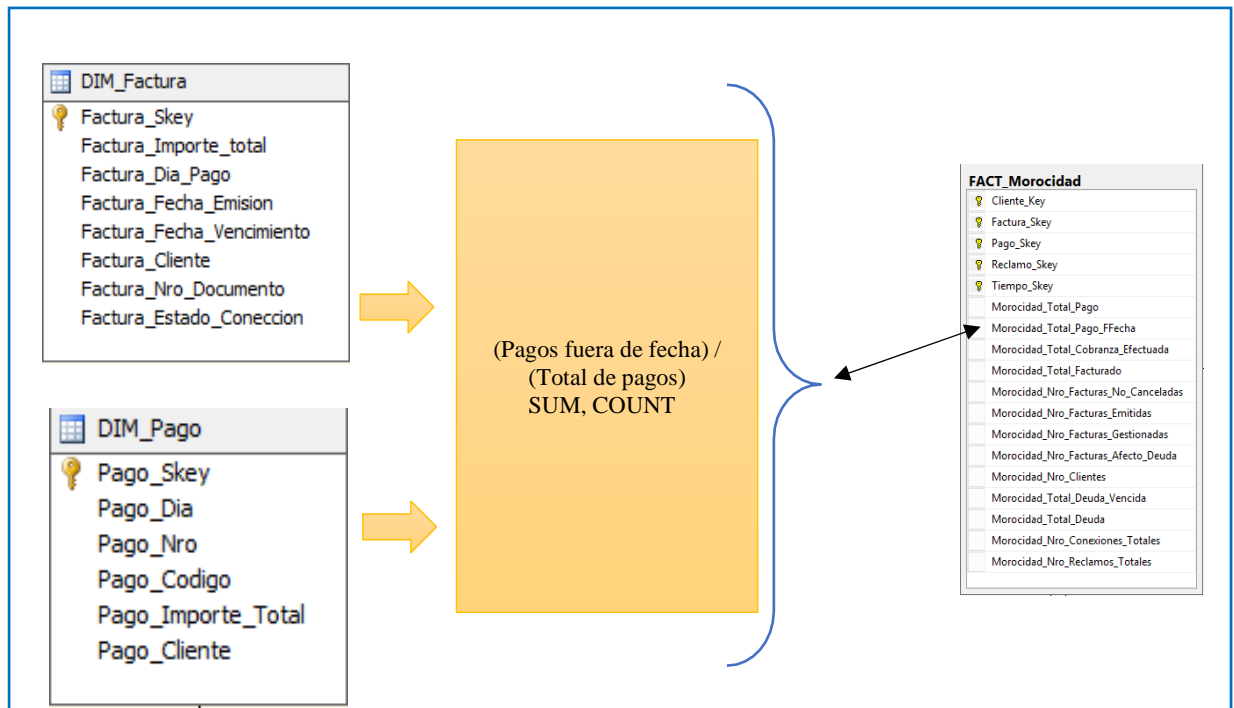 DIM_Factura
Factura_Skey
Factura_Importe_total
Factura_Dia_Pago
Factura_Fecha_Emision
Factura_Fecha_Vencimiento
Factura_Cliente
Factura_Nro_Documento
Factura_Estado_Coneccion
DIM_Pago
Pago_Skey
Pago_Dia
Pago_Nro
Pago_Codigo
Pago_Importe_Total
Pago_Cliente
(Pagos fuera de fecha) /
(Total de pagos)
SUM, COUNT
FACT_Morocidad
Cliente_Key
Factura_Skey
Pago_Skey
Reclamo_Skey
Tiempo_Skey
Morocidad_Total_Pago
Morocidad_Total_Pago_FFecha
Morocidad_Total_Cobranza_Efectuada
Morocidad_Total_Facturado
Morocidad_Nro_Facturas_No_Canceladas
Morocidad_Nro_Facturas_Emitidas
Morocidad_Nro_Facturas_Gestionadas
Morocidad_Nro_Facturas_Afecto_Deuda
Morocidad_Nro_Clientes
Morocidad_Total_Deuda_Vencida
Morocidad_Total_Deuda
Morocidad_Nro_Conexiones_Totales
Morocidad_Nro_Reclamos_Totales